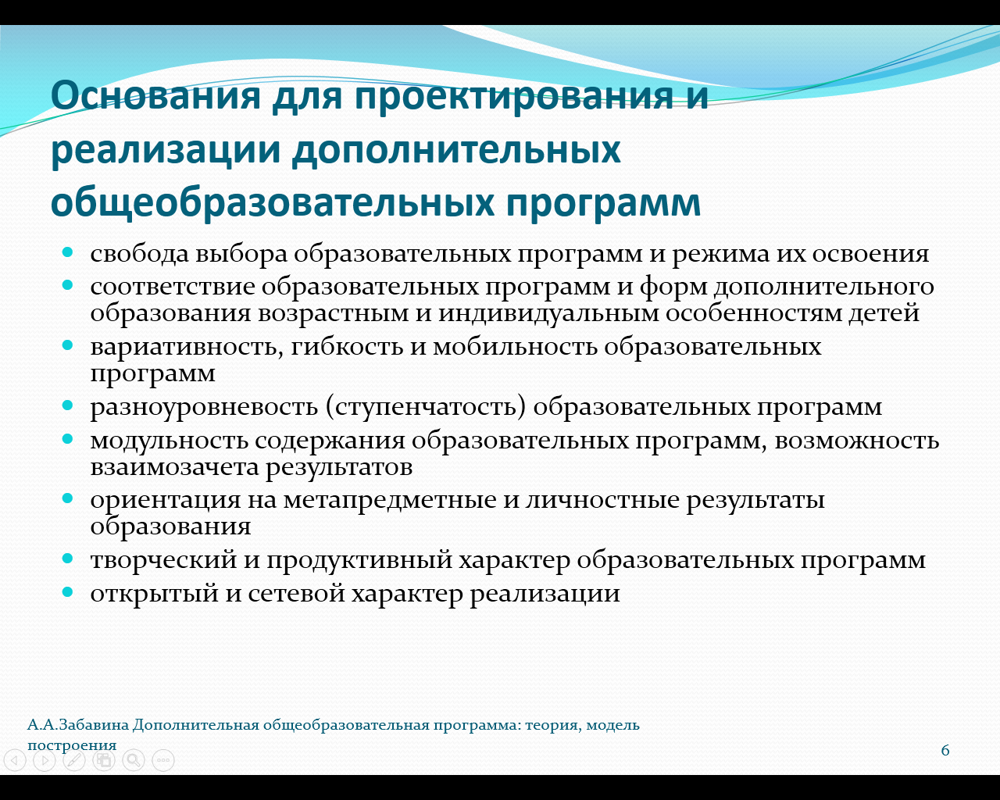 Основания для проектирования и
реализации дополнительных
общеобразовательных программ
свобода выбора образовательных программ и режима их освоения
соответствие образовательных программ и форм дополнительного
образования возрастным и индивидуальным особенностям детей
вариативность, гибкость и мобильность образовательных
программ
разноуровневость (ступенчатость) образовательных программ
модульность содержания образовательных программ, возможность
взаимозачета результатов
ориентация на метапредметные и личностные результаты
образования
творческий и продуктивный характер образовательных программ
открытый и сетевой характер реализации
А.А.Забавина Дополнительная общеобразовательная программа: теория, модель
построения
6